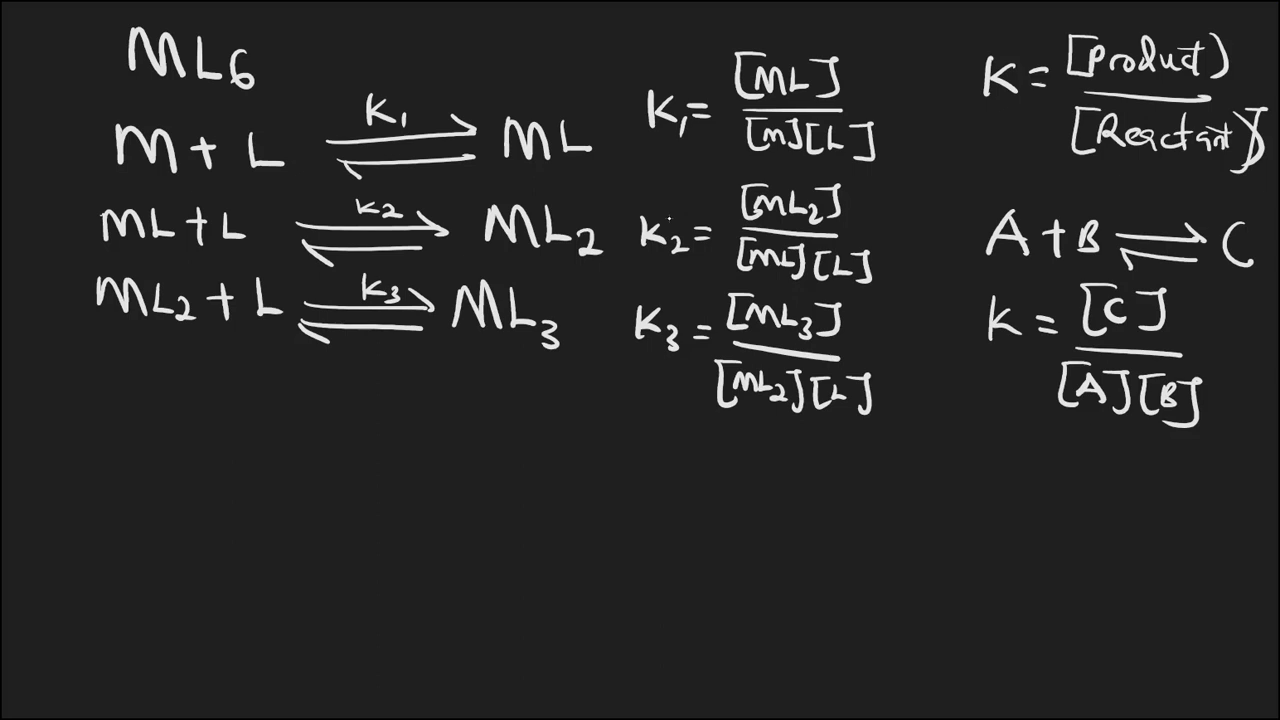 ML6
M + L ⇌ ML
K1
K1 = [ML] / [M][L]
ML + L ⇌ ML2
K2
K2 = [ML2] / [ML][L]
ML2 + L ⇌ ML3
K3
K3 = [ML3] / [ML2][L]
K = [Product) / [Reactant)
A + B ⇌ C
K = [C] / [A][B]